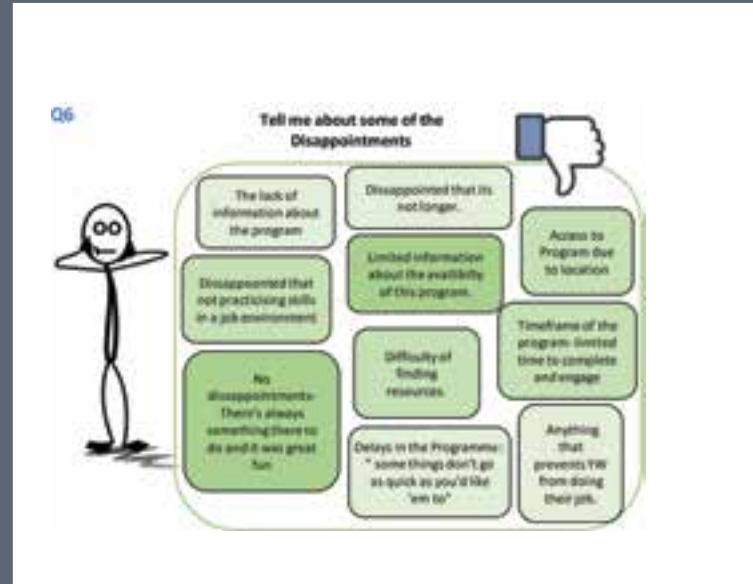 Q6
Tell me about some of the
Disappointments
The lack of
information about
the program
Dissappointed that its
not longer.
Access to
Program due
to location
Dissappointed that
not practicising skills
in a job environment
Limited information
about the availiblity
of this program.
Timeframe of the
program- limited
time to complete
and engage
No
disappointments-
There's always
something there to
do and it was great
fun
Difficulty of
finding
resources.
Delays in the Programme:
" some things don't go
as quick as you'd like
'em to"
Anything
that
prevents YW
from doing
their job.